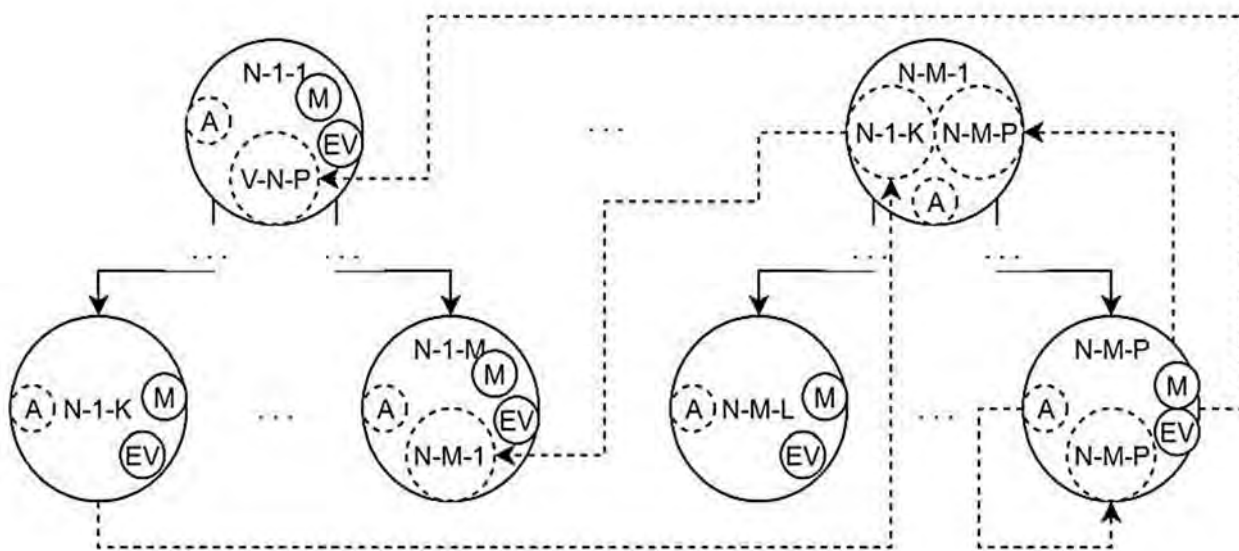 N-1-1
M
A
EV
V-N-P
N-M-1
N-1-K
N-M-P
A
....
....
....
....
....
A
N-1-K
M
EV
....
N-1-M
M
A
EV
N-M-1
A
N-M-L
M
EV
....
N-M-P
M
A
EV
N-M-P